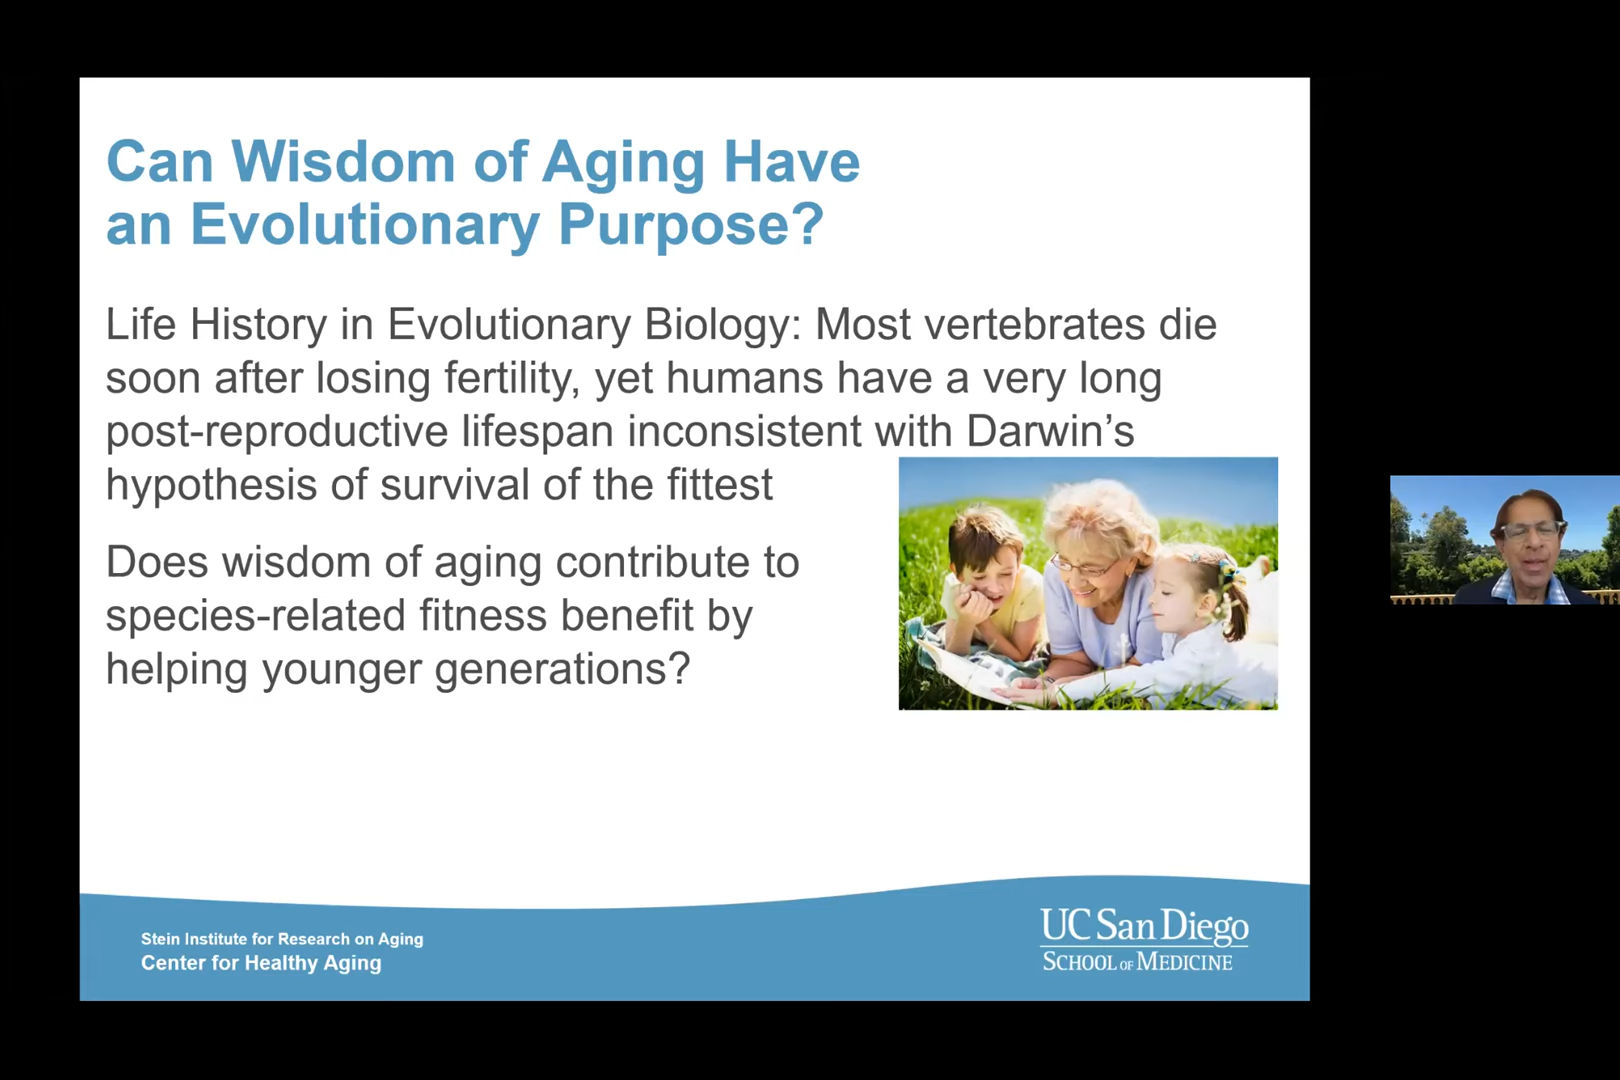 Can Wisdom of Aging Have
an Evolutionary Purpose?
Life History in Evolutionary Biology: Most vertebrates die
soon after losing fertility, yet humans have a very long
post-reproductive lifespan inconsistent with Darwin’s
hypothesis of survival of the fittest
Does wisdom of aging contribute to
species-related fitness benefit by
helping younger generations?
Stein Institute for Research on Aging
Center for Healthy Aging
UC San Diego
SCHOOL OF MEDICINE